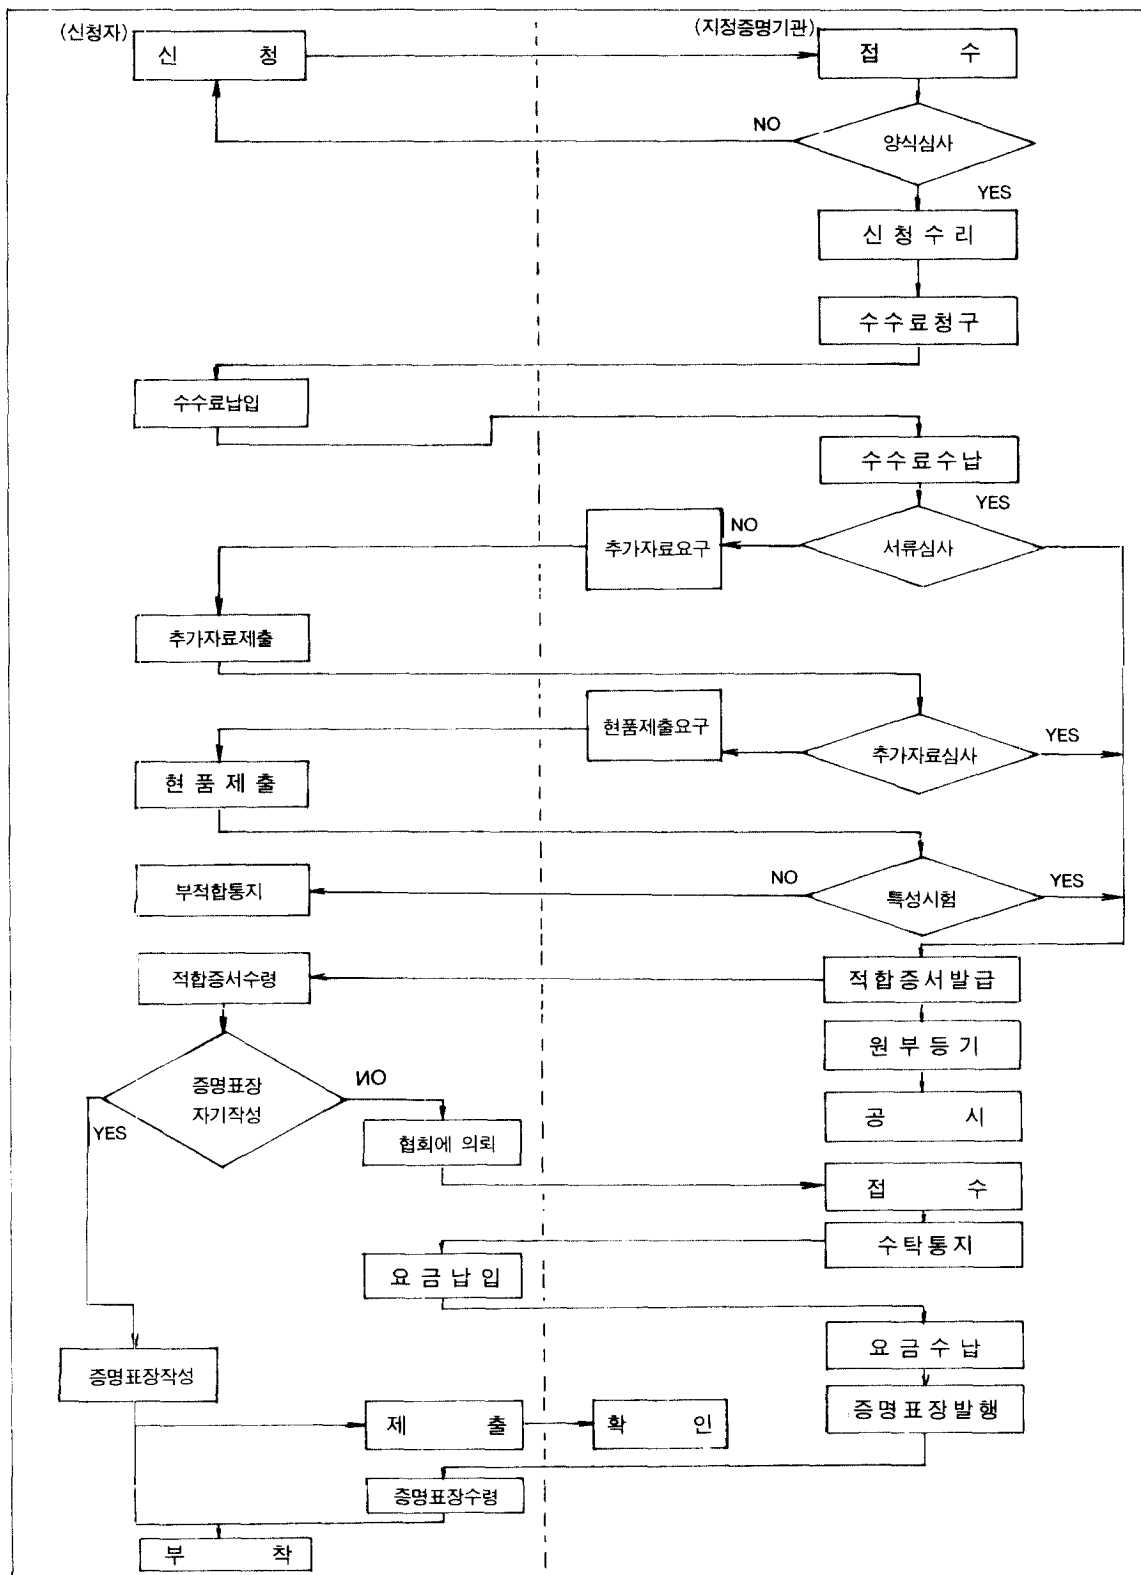 (신청자)
(지정증명기관)
신 청
접 수
NO
양식심사
YES
신청수리
수수료청구
수수료납입
수수료수납
YES
NO
추가자료요구
서류심사
추가자료제출
현품제출요구
YES
추가자료심사
현품제출
부적합통지
NO
특성시험
YES
적합증서수령
적합증서발급
원부등기
증명표장
자기작성
NO
YES
공 시
협회에 의뢰
접 수
수탁통지
요금납입
요금수납
증명표장작성
증명표장발행
제 출
확 인
증명표장수령
부 착